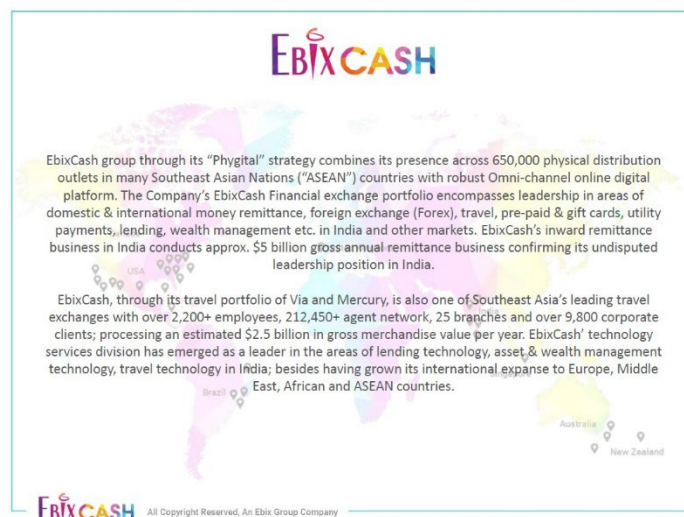 EBIXCASH
EbixCash group through its “Phygital” strategy combines its presence across 650,000 physical distribution
outlets in many Southeast Asian Nations (“ASEAN”) countries with robust Omni-channel online digital
platform. The Company's EbixCash Financial exchange portfolio encompasses leadership in areas of
domestic & international money remittance, foreign exchange (Forex), travel, pre-paid & gift cards, utility
payments, lending, wealth management etc. in India and other markets. EbixCash's inward remittance
business in India conducts approx. $5 billion gross annual remittance business confirming its undisputed
leadership position in India.
USA
EbixCash, through its travel portfolio of Via and Mercury, is also one of Southeast Asia's leading travel
exchanges with over 2,200+ employees, 212,450+ agent network, 25 branches and over 9,800 corporate
clients; processing an estimated $2.5 billion in gross merchandise value per year. EbixCash' technology
services division has emerged as a leader in the areas of lending technology, asset & wealth management
technology, travel technology in India; besides having grown its international expanse to Europe, Middle
East, African and ASEAN countries.
India
Singapore
Brazil
Australia
New Zealand
EBIXCASH All Copyright Reserved, An Ebix Group Company